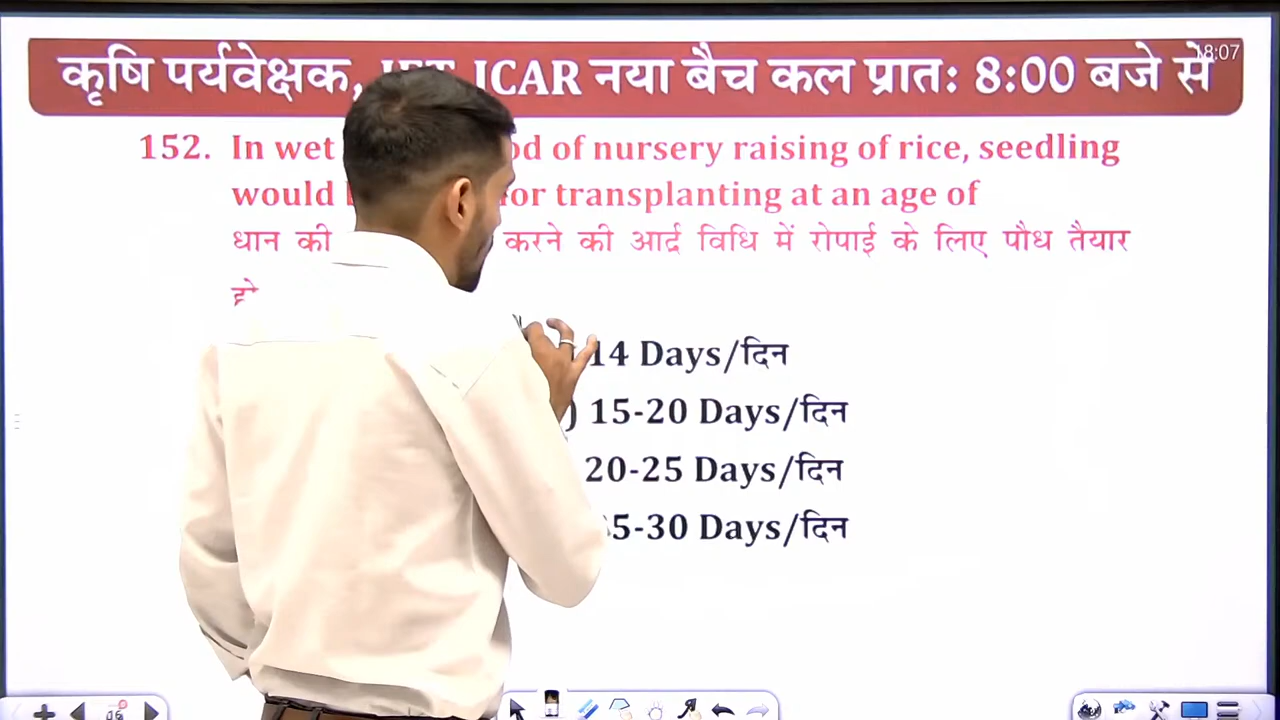 कृषि पर्यवेक्षक, JET, ICAR नया बैच कल प्रातः 8:00 बजे से
18:07
152. In wet od of nursery raising of rice, seedling
would or transplanting at an age of
धान की करने की आर्द्र विधि में रोपाई के लिए पौध तैयार
14 Days/दिन
) 15-20 Days/दिन
20-25 Days/दिन
5-30 Days/दिन